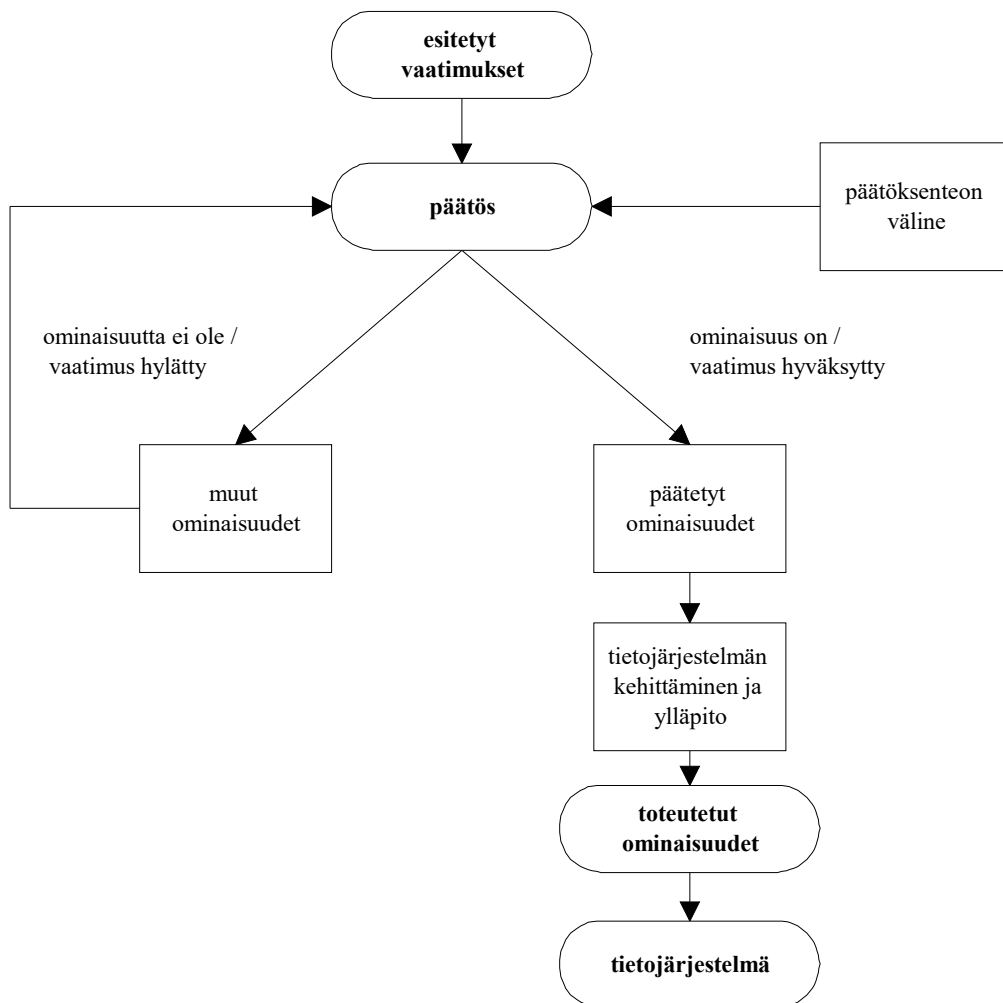 esitetyt
vaatimukset
päätös
päätöksenteon
väline
ominaisuutta ei ole /
vaatimus hylätty
ominaisuus on /
vaatimus hyväksytty
muut
ominaisuudet
päätetyt
ominaisuudet
tietojärjestelmän
kehittäminen ja
ylläpito
toteutetut
ominaisuudet
tietojärjestelmä